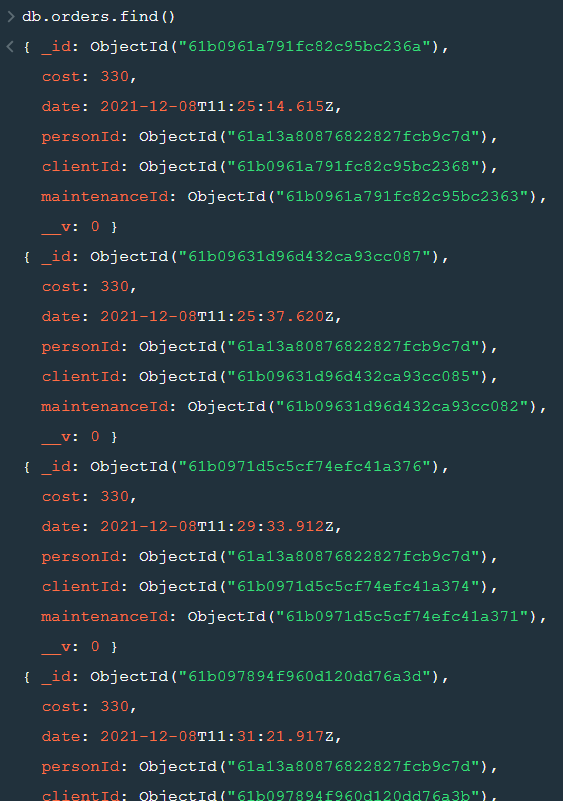 > db.orders.find()
< { _id: ObjectId("61b0961a791fc82c95bc236a"),
cost: 330,
date: 2021-12-08T11:25:14.615Z,
personId: ObjectId("61a13a80876822827fcb9c7d"),
clientId: ObjectId("61b0961a791fc82c95bc2368"),
maintenanceId: ObjectId("61b0961a791fc82c95bc2363"),
__v: 0 }
{ _id: ObjectId("61b09631d96d432ca93cc087"),
cost: 330,
date: 2021-12-08T11:25:37.620Z,
personId: ObjectId("61a13a80876822827fcb9c7d"),
clientId: ObjectId("61b09631d96d432ca93cc085"),
maintenanceId: ObjectId("61b09631d96d432ca93cc082"),
__v: 0 }
{ _id: ObjectId("61b0971d5c5cf74efc41a376"),
cost: 330,
date: 2021-12-08T11:29:33.912Z,
personId: ObjectId("61a13a80876822827fcb9c7d"),
clientId: ObjectId("61b0971d5c5cf74efc41a374"),
maintenanceId: ObjectId("61b0971d5c5cf74efc41a371"),
__v: 0 }
{ _id: ObjectId("61b097894f960d120dd76a3d"),
cost: 330,
date: 2021-12-08T11:31:21.917Z,
personId: ObjectId("61a13a80876822827fcb9c7d"),
clientId: ObjectId("61b097894f960d120dd76a3b"),